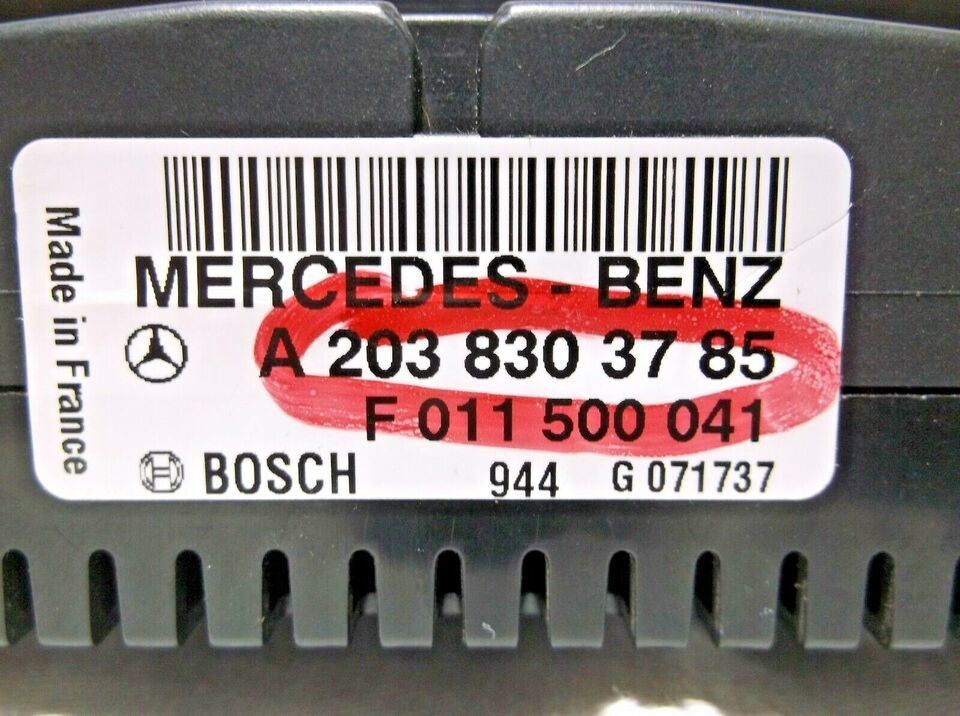 Made in France
MERCEDES - BENZ
A 203 830 37 85
F 011 500 041
BOSCH 944 G 071737